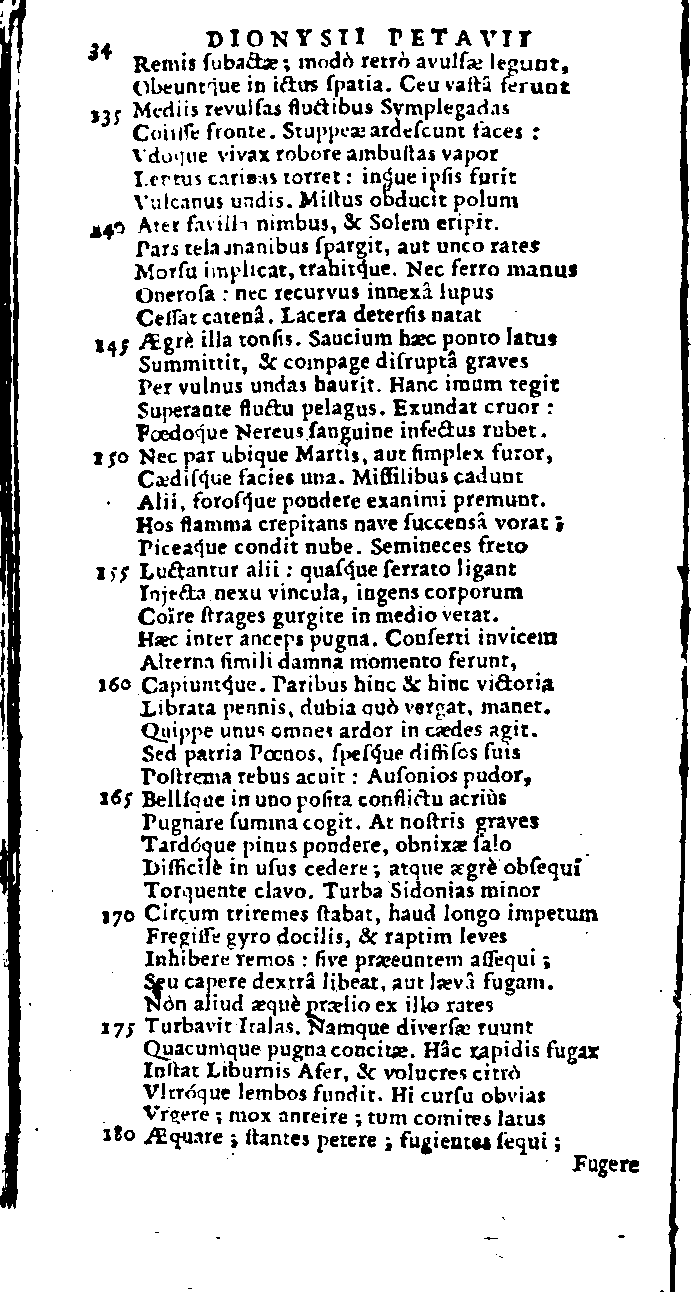 34 DIONYSII PETAVII
Remis ſubactæ ; modò retrò avulſæ legunt,
Obeuntque in ictus ſpatia. Ceu vaſtâ ferunt
135 Mediis revulſas fluctibus Symplegadas
Coiiſſe fronte. Stuppeæ ardeſcunt faces :
Vdoque vivax robore ambuſtas vapor
Lentus carinas torret : inque ipſis furit
Vulcanus undis. Miſtus obducit polum
140 Ater favilla nimbus, & Solem eripit.
Pars tela manibus ſpargit, aut unco rates
Morſu implicat, trahitque. Nec ferro manus
Oneroſa : nec recurvus innexâ lupus
Ceſſat catenâ. Lacera deterſis natat
145 Ægrè illa tonſis. Saucium hæc ponto latus
Summittit, & compage diſruptâ graves
Per vulnus undas haurit. Hanc imum tegit
Superante fluctu pelagus. Exundat cruor :
Fœdoque Nereus ſanguine infectus rubet.
150 Nec par ubique Martis, aut ſimplex furor,
Cædiſque facies una. Miſſilibus cadunt
Alii, foroſque pondere exanimi premunt.
Hos flamma crepitans nave ſuccensâ vorat ;
Piceaque condit nube. Semineces freto
155 Luctantur alii : quaſque ferrato ligant
Injecta nexu vincula, ingens corporum
Coïre ſtrages gurgite in medio vetat.
Hæc inter anceps pugna. Conferti invicem
Alterna ſimili damna momento ferunt,
160 Capiuntque. Paribus hinc & hinc victoria
Librata pennis, dubia quò vergat, manet.
Quippe unus omnes ardor in cædes agit.
Sed patria Pœnos, ſpeſque diffiſos ſuis
Poſtrema rebus acuit : Auſonios pudor,
165 Bellique in uno poſita conflictu acriùs
Pugnare ſumma cogit. At noſtris graves
Tardóque pinus pondere, obnixæ ſalo
Difficilè in uſus cedere ; atque ægrè obſequi
Torquente clavo. Turba Sidonias minor
170 Circum triremes ſtabat, haud longo impetum
Fregiſſe gyro docilis, & raptim leves
Inhibere remos : ſive præeuntem aſſequi ;
Seu capere dextrâ libeat, aut lævâ fugam.
Nòn aliud æquè prælio ex illo rates
175 Turbavit Italas. Namque diverſæ ruunt
Quacumque pugna concitæ. Hâc rapidis fugax
Inſtat Liburnis Afer, & volucres citrò
Vltróque lembos fundit. Hi curſu obvias
Vrgere ; mox anteire ; tum comites latus
180 Æquare ; ſtantes petere ; fugientes ſequi ;
Fugere